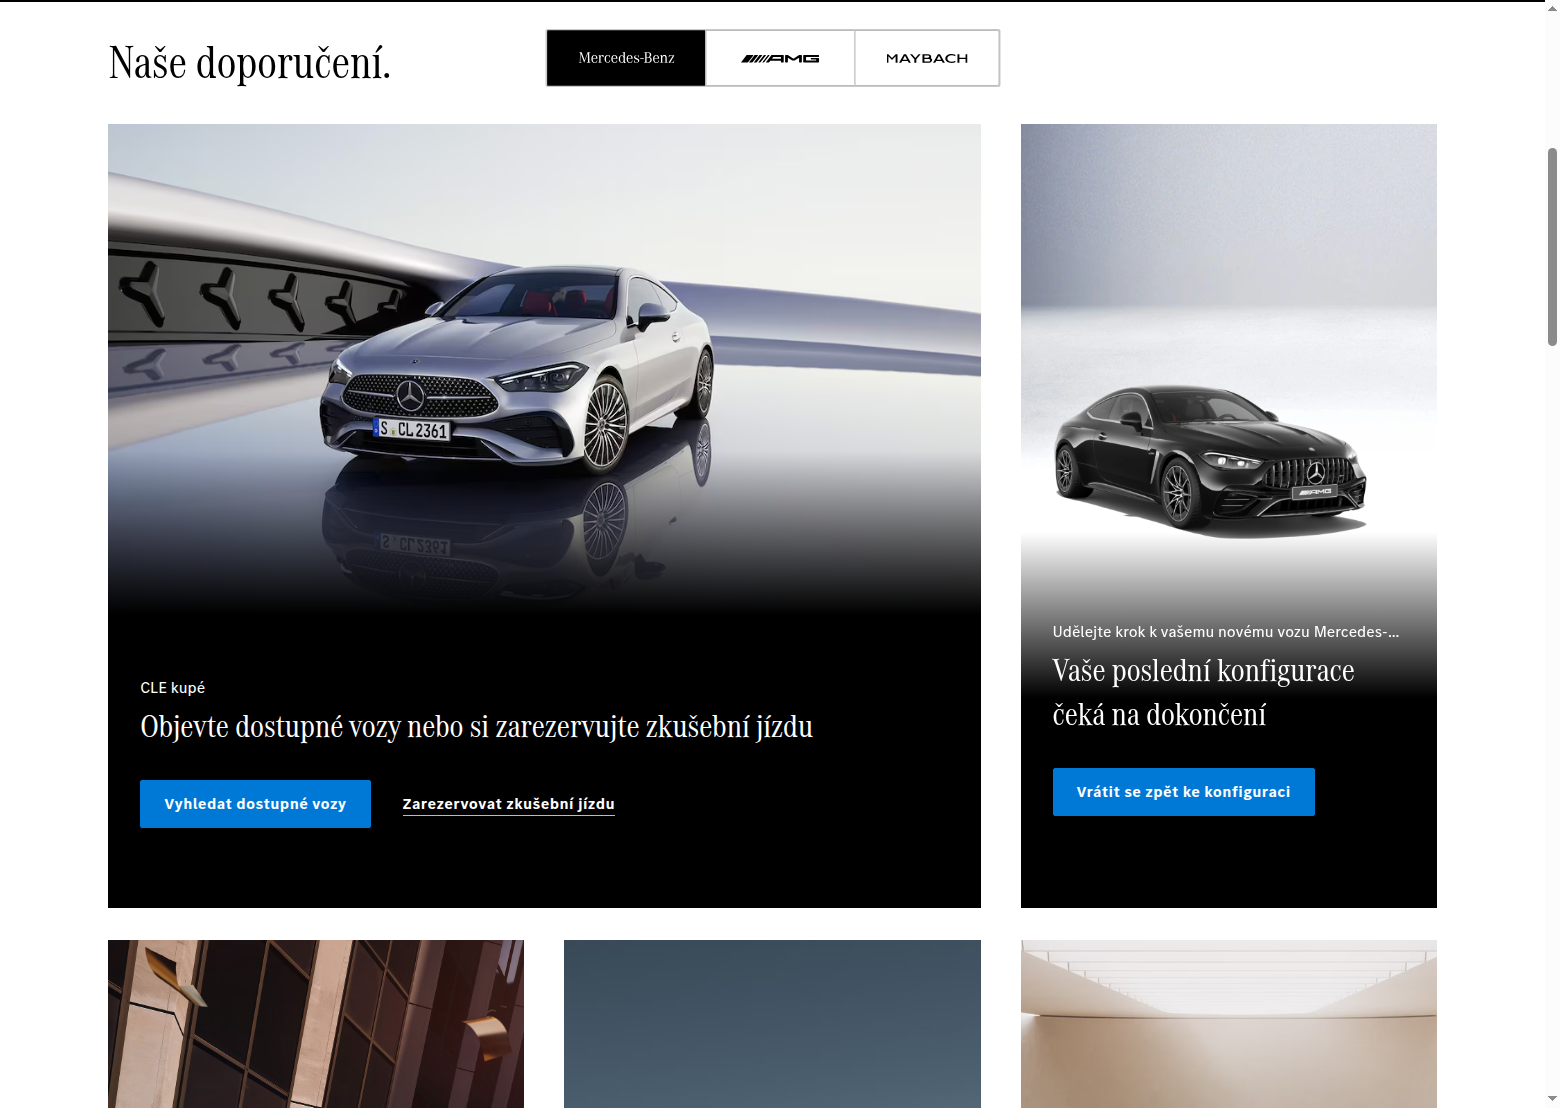 Naše doporučení.
Mercedes-Benz
AMG
MAYBACH
S CL 2361
AMG
CLE kupé
Objevte dostupné vozy nebo si zarezervujte zkušební jízdu
Vyhledat dostupné vozy
Zarezervovat zkušební jízdu
Udělejte krok k vašemu novému vozu Mercedes-...
Vaše poslední konfigurace
čeká na dokončení
Vrátit se zpět ke konfiguraci